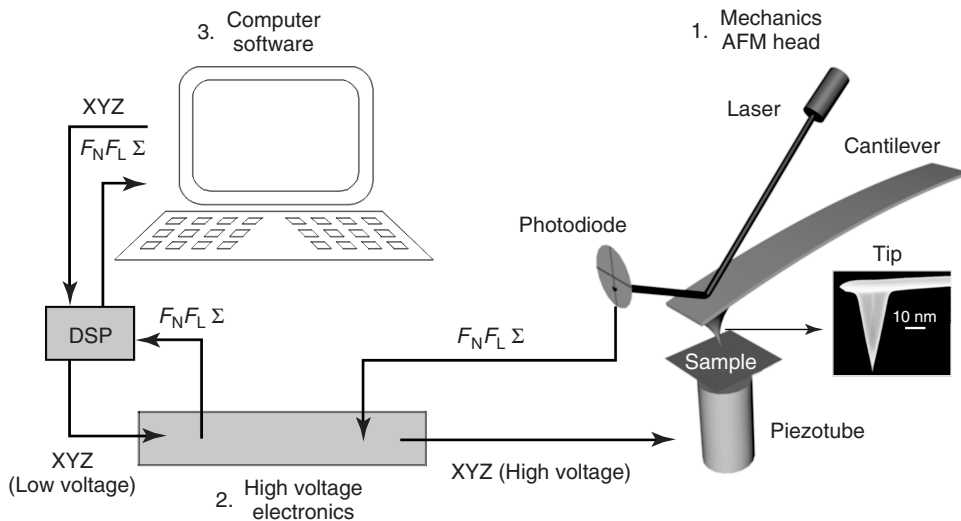 3. Computer
software
1. Mechanics
AFM head
XYZ
F_N F_L Σ
Laser
Cantilever
Photodiode
Tip
10 nm
DSP
F_N F_L Σ
F_N F_L Σ
Sample
XYZ
(Low voltage)
XYZ (High voltage)
Piezotube
2. High voltage
electronics